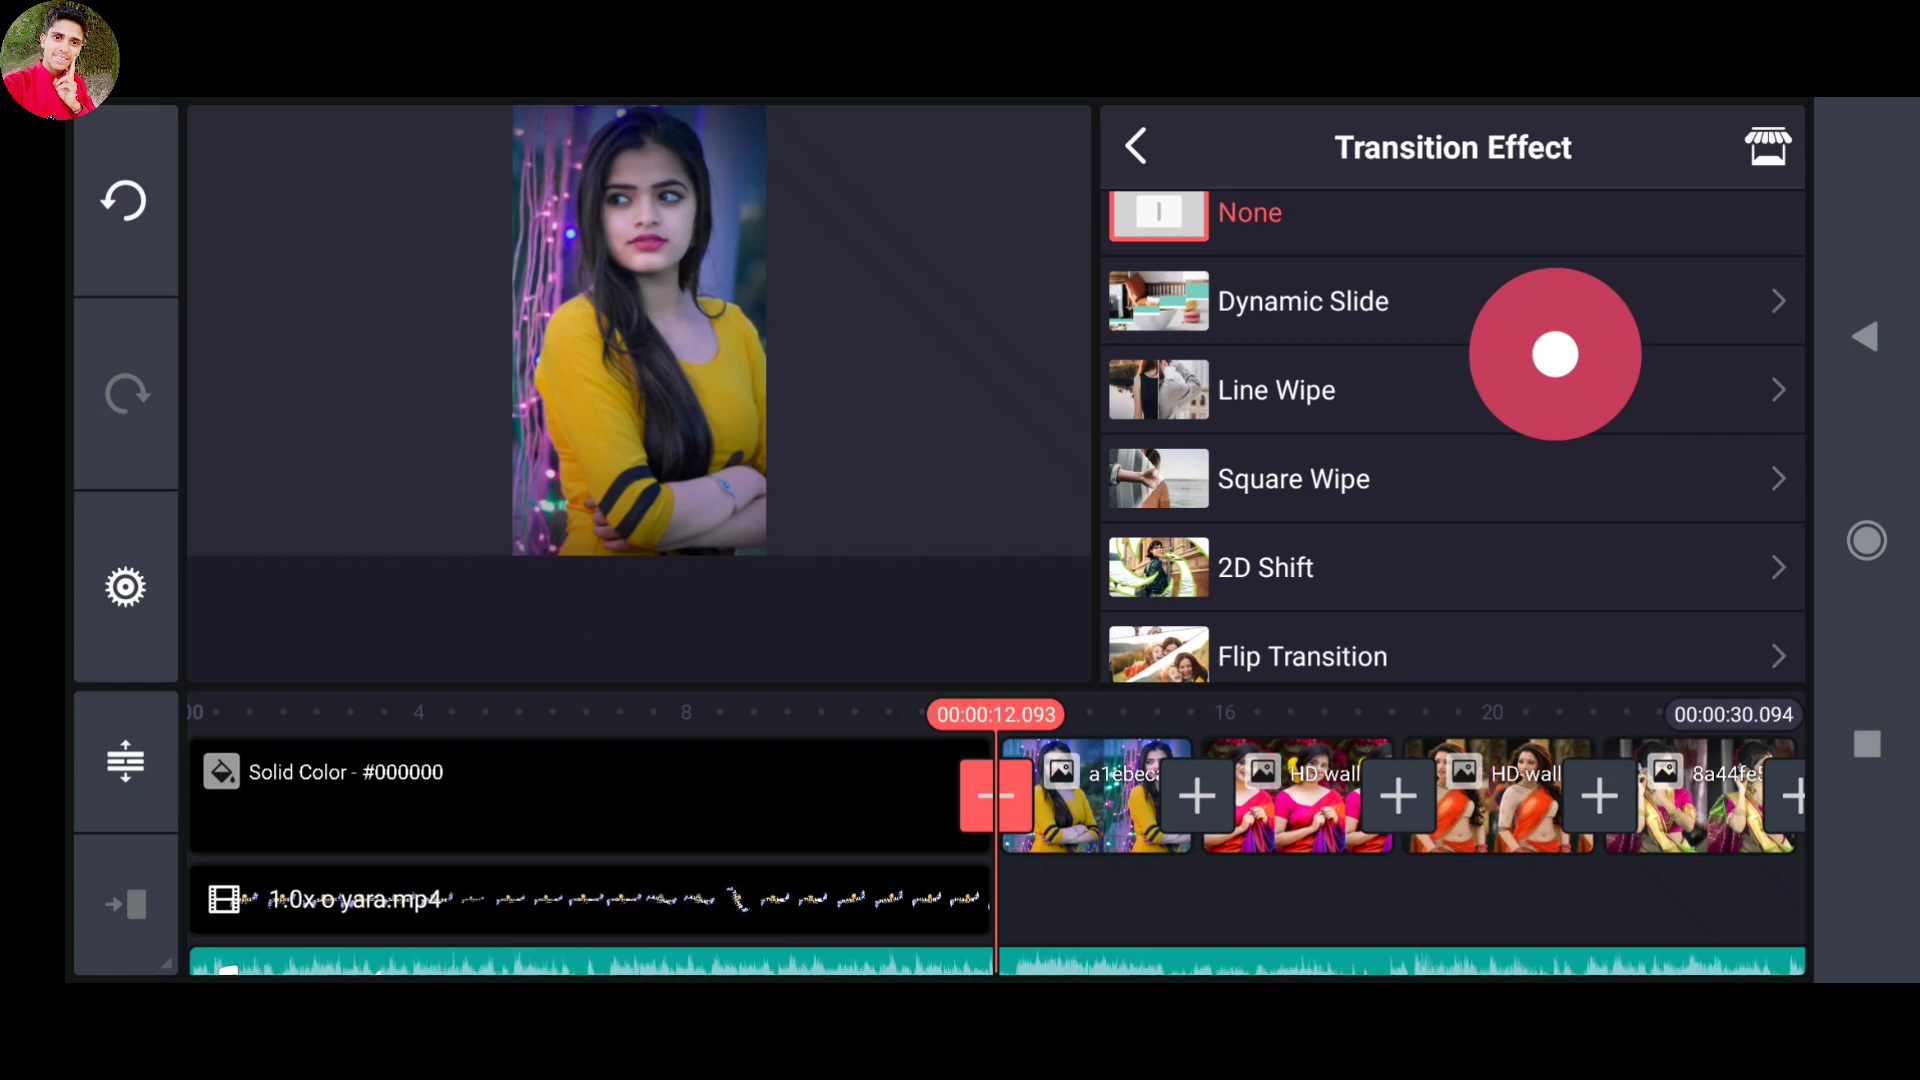 Transition Effect
None
Dynamic Slide
Line Wipe
Square Wipe
2D Shift
Flip Transition
00 4 8 00:00:12.093 16 20 00:00:30.094
Solid Color - #000000
HD wall
HD wall
1.0x o yara.mp4